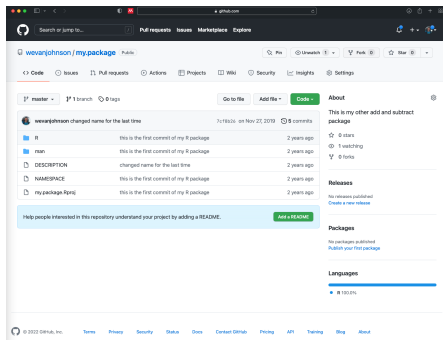 github.com
Search or jump to...
/
Pull requests Issues Marketplace Explore
wevanjohnson / my.package Public
Pin
Unwatch 1
Fork 0
Star 0
Code
Issues
Pull requests
Actions
Projects
Wiki
Security
Insights
Settings
master
1 branch
0 tags
Go to file
Add file
Code
wevanjohnson changed name for the last time
on Nov 27, 2019
5 commits
R this is the first commit of my R package 2 years ago
man this is the first commit of my R package 2 years ago
DESCRIPTION changed name for the last time 2 years ago
NAMESPACE this is the first commit of my R package 2 years ago
my.package.Rproj this is the first commit of my R package 2 years ago
Help people interested in this repository understand your project by adding a README.
Add a README
About
This is my other add and subtract
package
0 stars
1 watching
0 forks
Releases
No releases published
Create a new release
Packages
No packages published
Publish your first package
Languages
R 100.0%
© 2022 GitHub, Inc.
Terms
Privacy
Security
Status
Docs
Contact GitHub
Pricing
API
Training
Blog
About